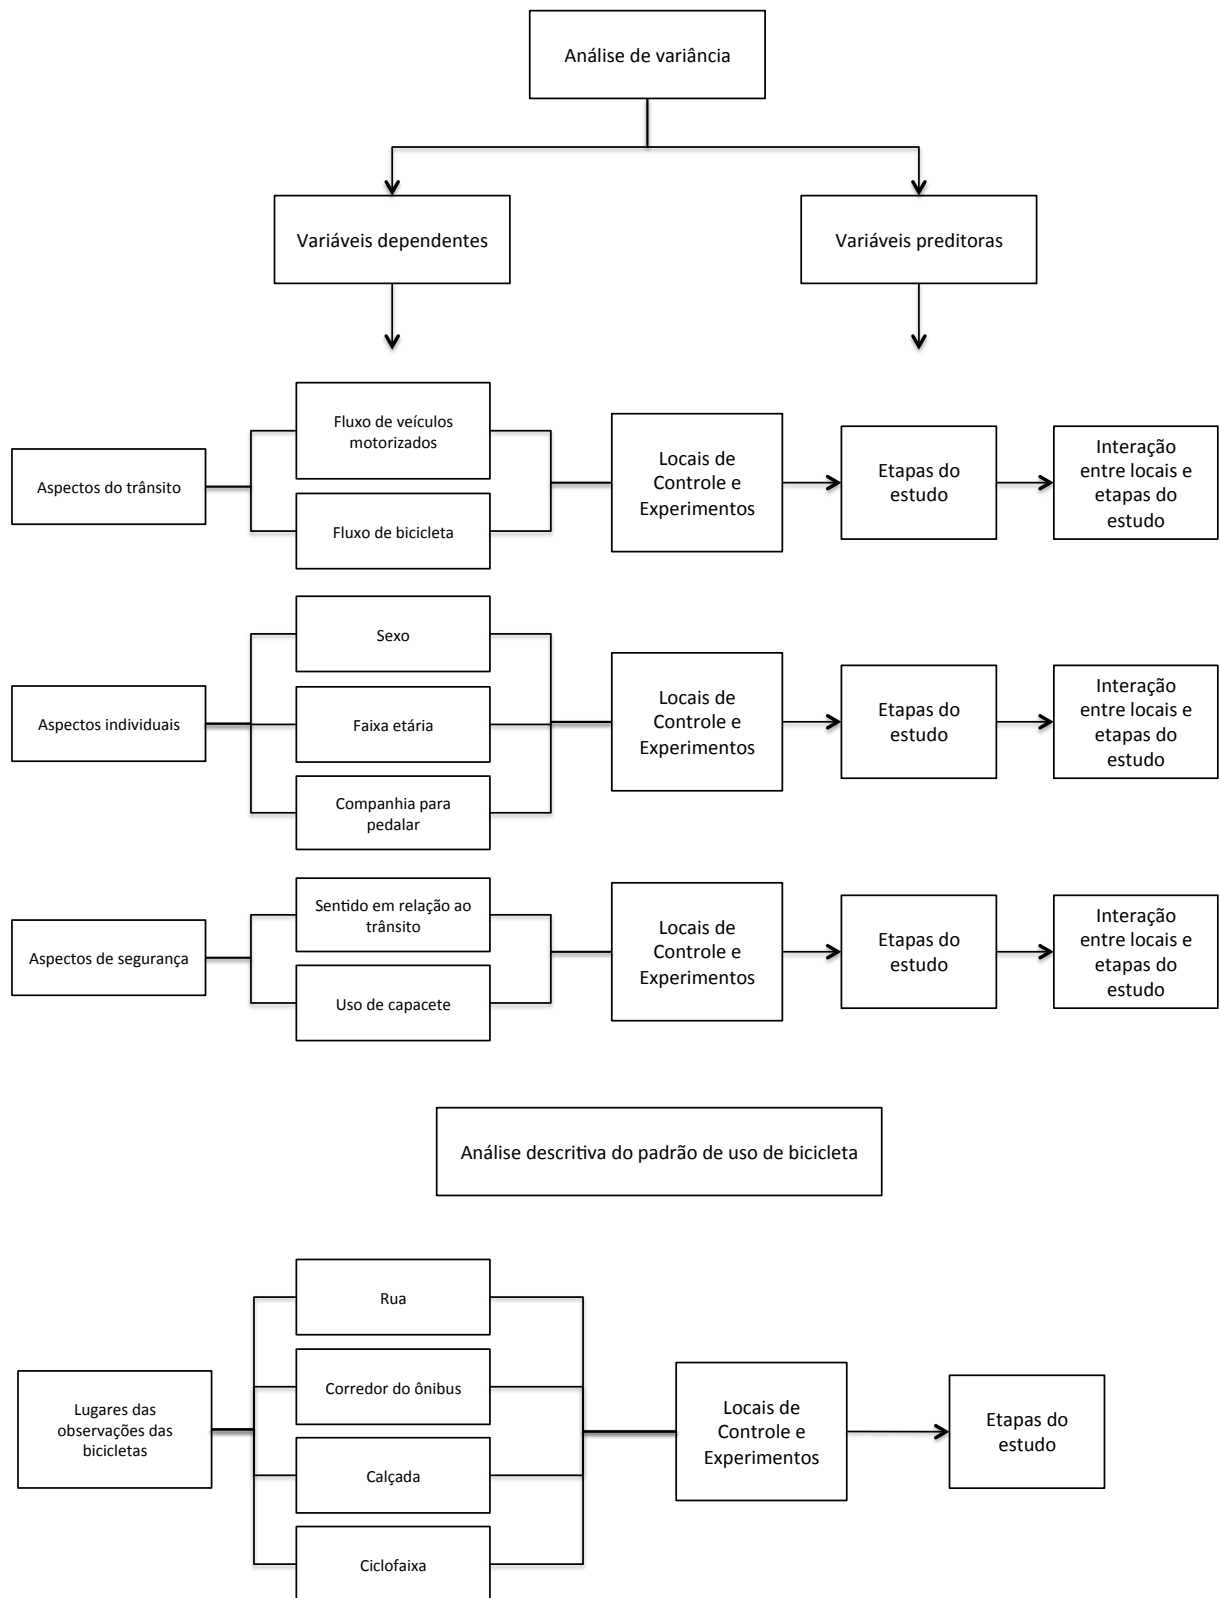 Análise de variância
Variáveis dependentes
Variáveis preditoras
Aspectos do trânsito
Fluxo de veículos
motorizados
Fluxo de bicicleta
Locais de
Controle e
Experimentos
Etapas do
estudo
Interação
entre locais e
etapas do
estudo
Aspectos individuais
Sexo
Faixa etária
Companhia para
pedalar
Locais de
Controle e
Experimentos
Etapas do
estudo
Interação
entre locais e
etapas do
estudo
Aspectos de segurança
Sentido em relação ao
trânsito
Uso de capacete
Locais de
Controle e
Experimentos
Etapas do
estudo
Interação
entre locais e
etapas do
estudo
Análise descritiva do padrão de uso de bicicleta
Lugares das
observações das
bicicletas
Rua
Corredor do ônibus
Calçada
Ciclofaixa
Locais de
Controle e
Experimentos
Etapas do
estudo